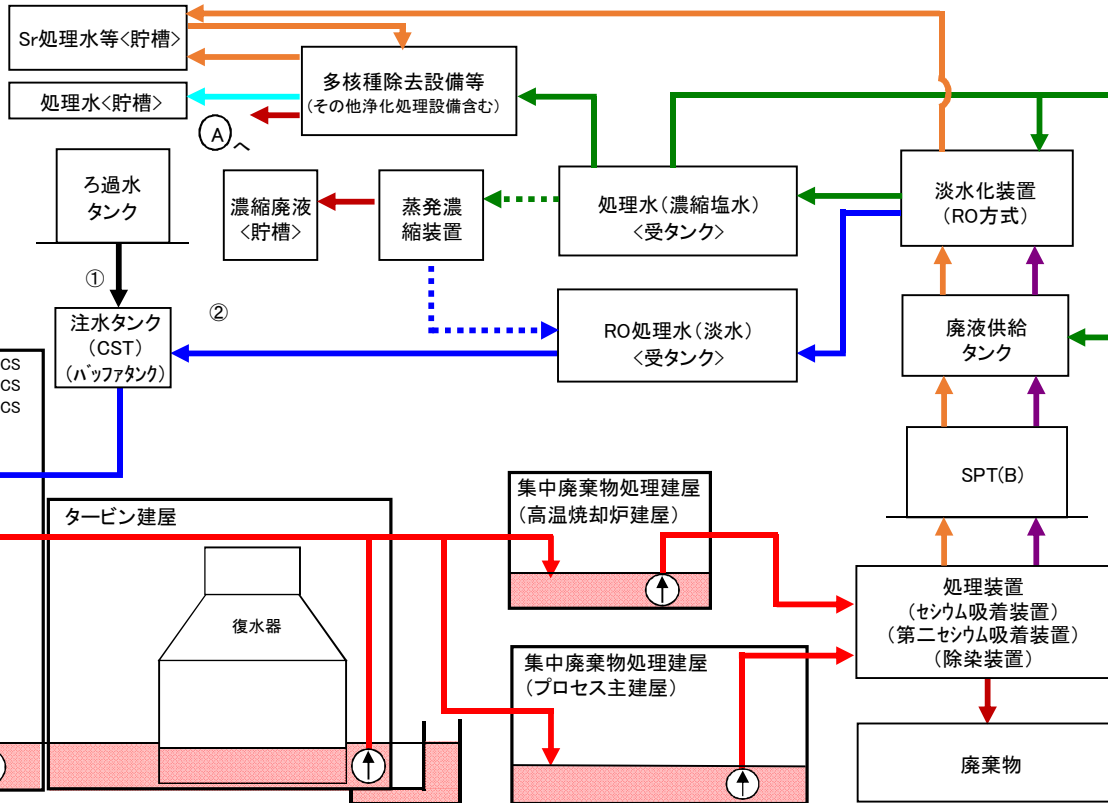 Sr処理水等<貯槽>
処理水<貯槽>
多核種除去設備等
(その他浄化処理設備含む)
A
へ
ろ過水
タンク
濃縮廃液
<貯槽>
蒸発濃
縮装置
処理水(濃縮塩水)
<受タンク>
淡水化装置
(RO方式)
①
②
注水タンク
(CST)
(バッファタンク)
RO処理水(淡水)
<受タンク>
廃液供給
タンク
CS
CS
CS
SPT(B)
タービン建屋
復水器
集中廃棄物処理建屋
(高温焼却炉建屋)
集中廃棄物処理建屋
(プロセス主建屋)
処理装置
(セシウム吸着装置)
(第二セシウム吸着装置)
(除染装置)
廃棄物